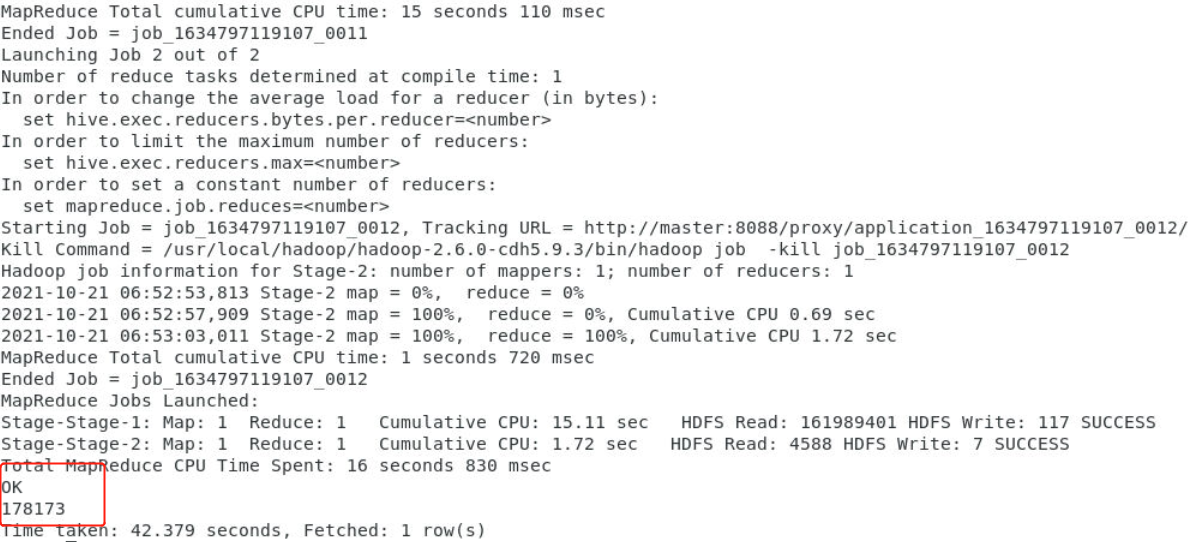 MapReduce Total cumulative CPU time: 15 seconds 110 msec
Ended Job = job_1634797119107_0011
Launching Job 2 out of 2
Number of reduce tasks determined at compile time: 1
In order to change the average load for a reducer (in bytes):
  set hive.exec.reducers.bytes.per.reducer=<number>
In order to limit the maximum number of reducers:
  set hive.exec.reducers.max=<number>
In order to set a constant number of reducers:
  set mapreduce.job.reduces=<number>
Starting Job = job_1634797119107_0012, Tracking URL = http://master:8088/proxy/application_1634797119107_0012/
Kill Command = /usr/local/hadoop/hadoop-2.6.0-cdh5.9.3/bin/hadoop job  -kill job_1634797119107_0012
Hadoop job information for Stage-2: number of mappers: 1; number of reducers: 1
2021-10-21 06:52:53,813 Stage-2 map = 0%,  reduce = 0%
2021-10-21 06:52:57,909 Stage-2 map = 100%,  reduce = 0%, Cumulative CPU 0.69 sec
2021-10-21 06:53:03,011 Stage-2 map = 100%,  reduce = 100%, Cumulative CPU 1.72 sec
MapReduce Total cumulative CPU time: 1 seconds 720 msec
Ended Job = job_1634797119107_0012
MapReduce Jobs Launched:
Stage-Stage-1: Map: 1  Reduce: 1   Cumulative CPU: 15.11 sec   HDFS Read: 161989401 HDFS Write: 117 SUCCESS
Stage-Stage-2: Map: 1  Reduce: 1   Cumulative CPU: 1.72 sec   HDFS Read: 4588 HDFS Write: 7 SUCCESS
Total MapReduce CPU Time Spent: 16 seconds 830 msec
OK
178173
Time taken: 42.379 seconds, Fetched: 1 row(s)